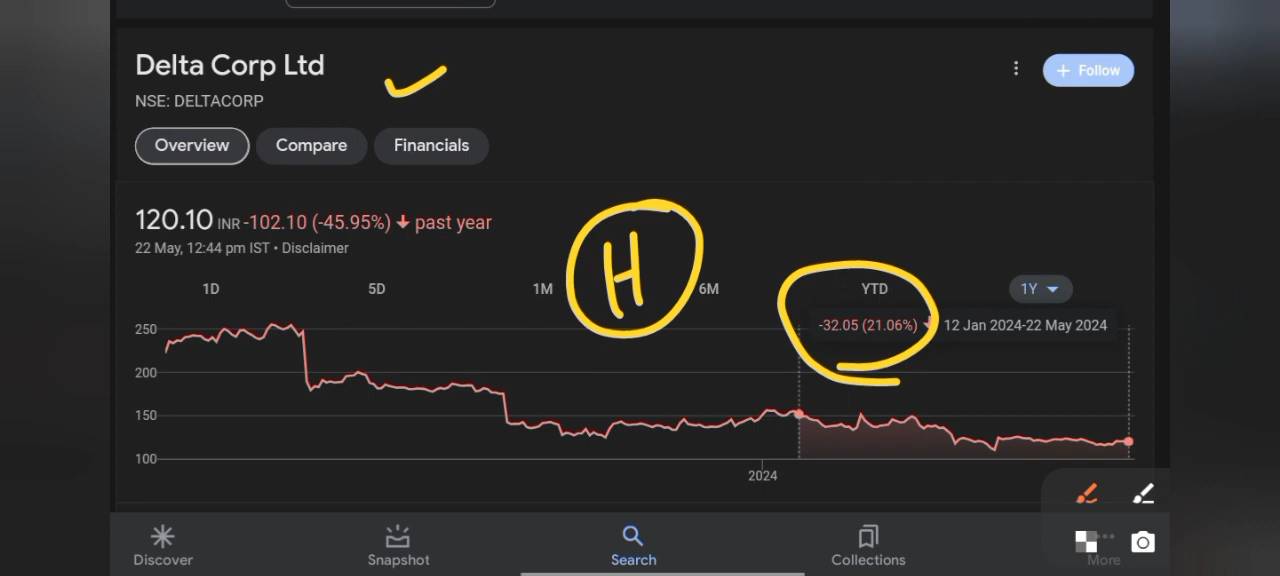 Delta Corp Ltd
NSE: DELTACORP
+ Follow
Overview Compare Financials
120.10 INR -102.10 (-45.95%) past year
22 May, 12:44 pm IST • Disclaimer
H
1D 5D 1M 6M YTD 1Y
-32.05 (21.06%) 12 Jan 2024-22 May 2024
250
200
150
100
2024
Discover Snapshot Search Collections More